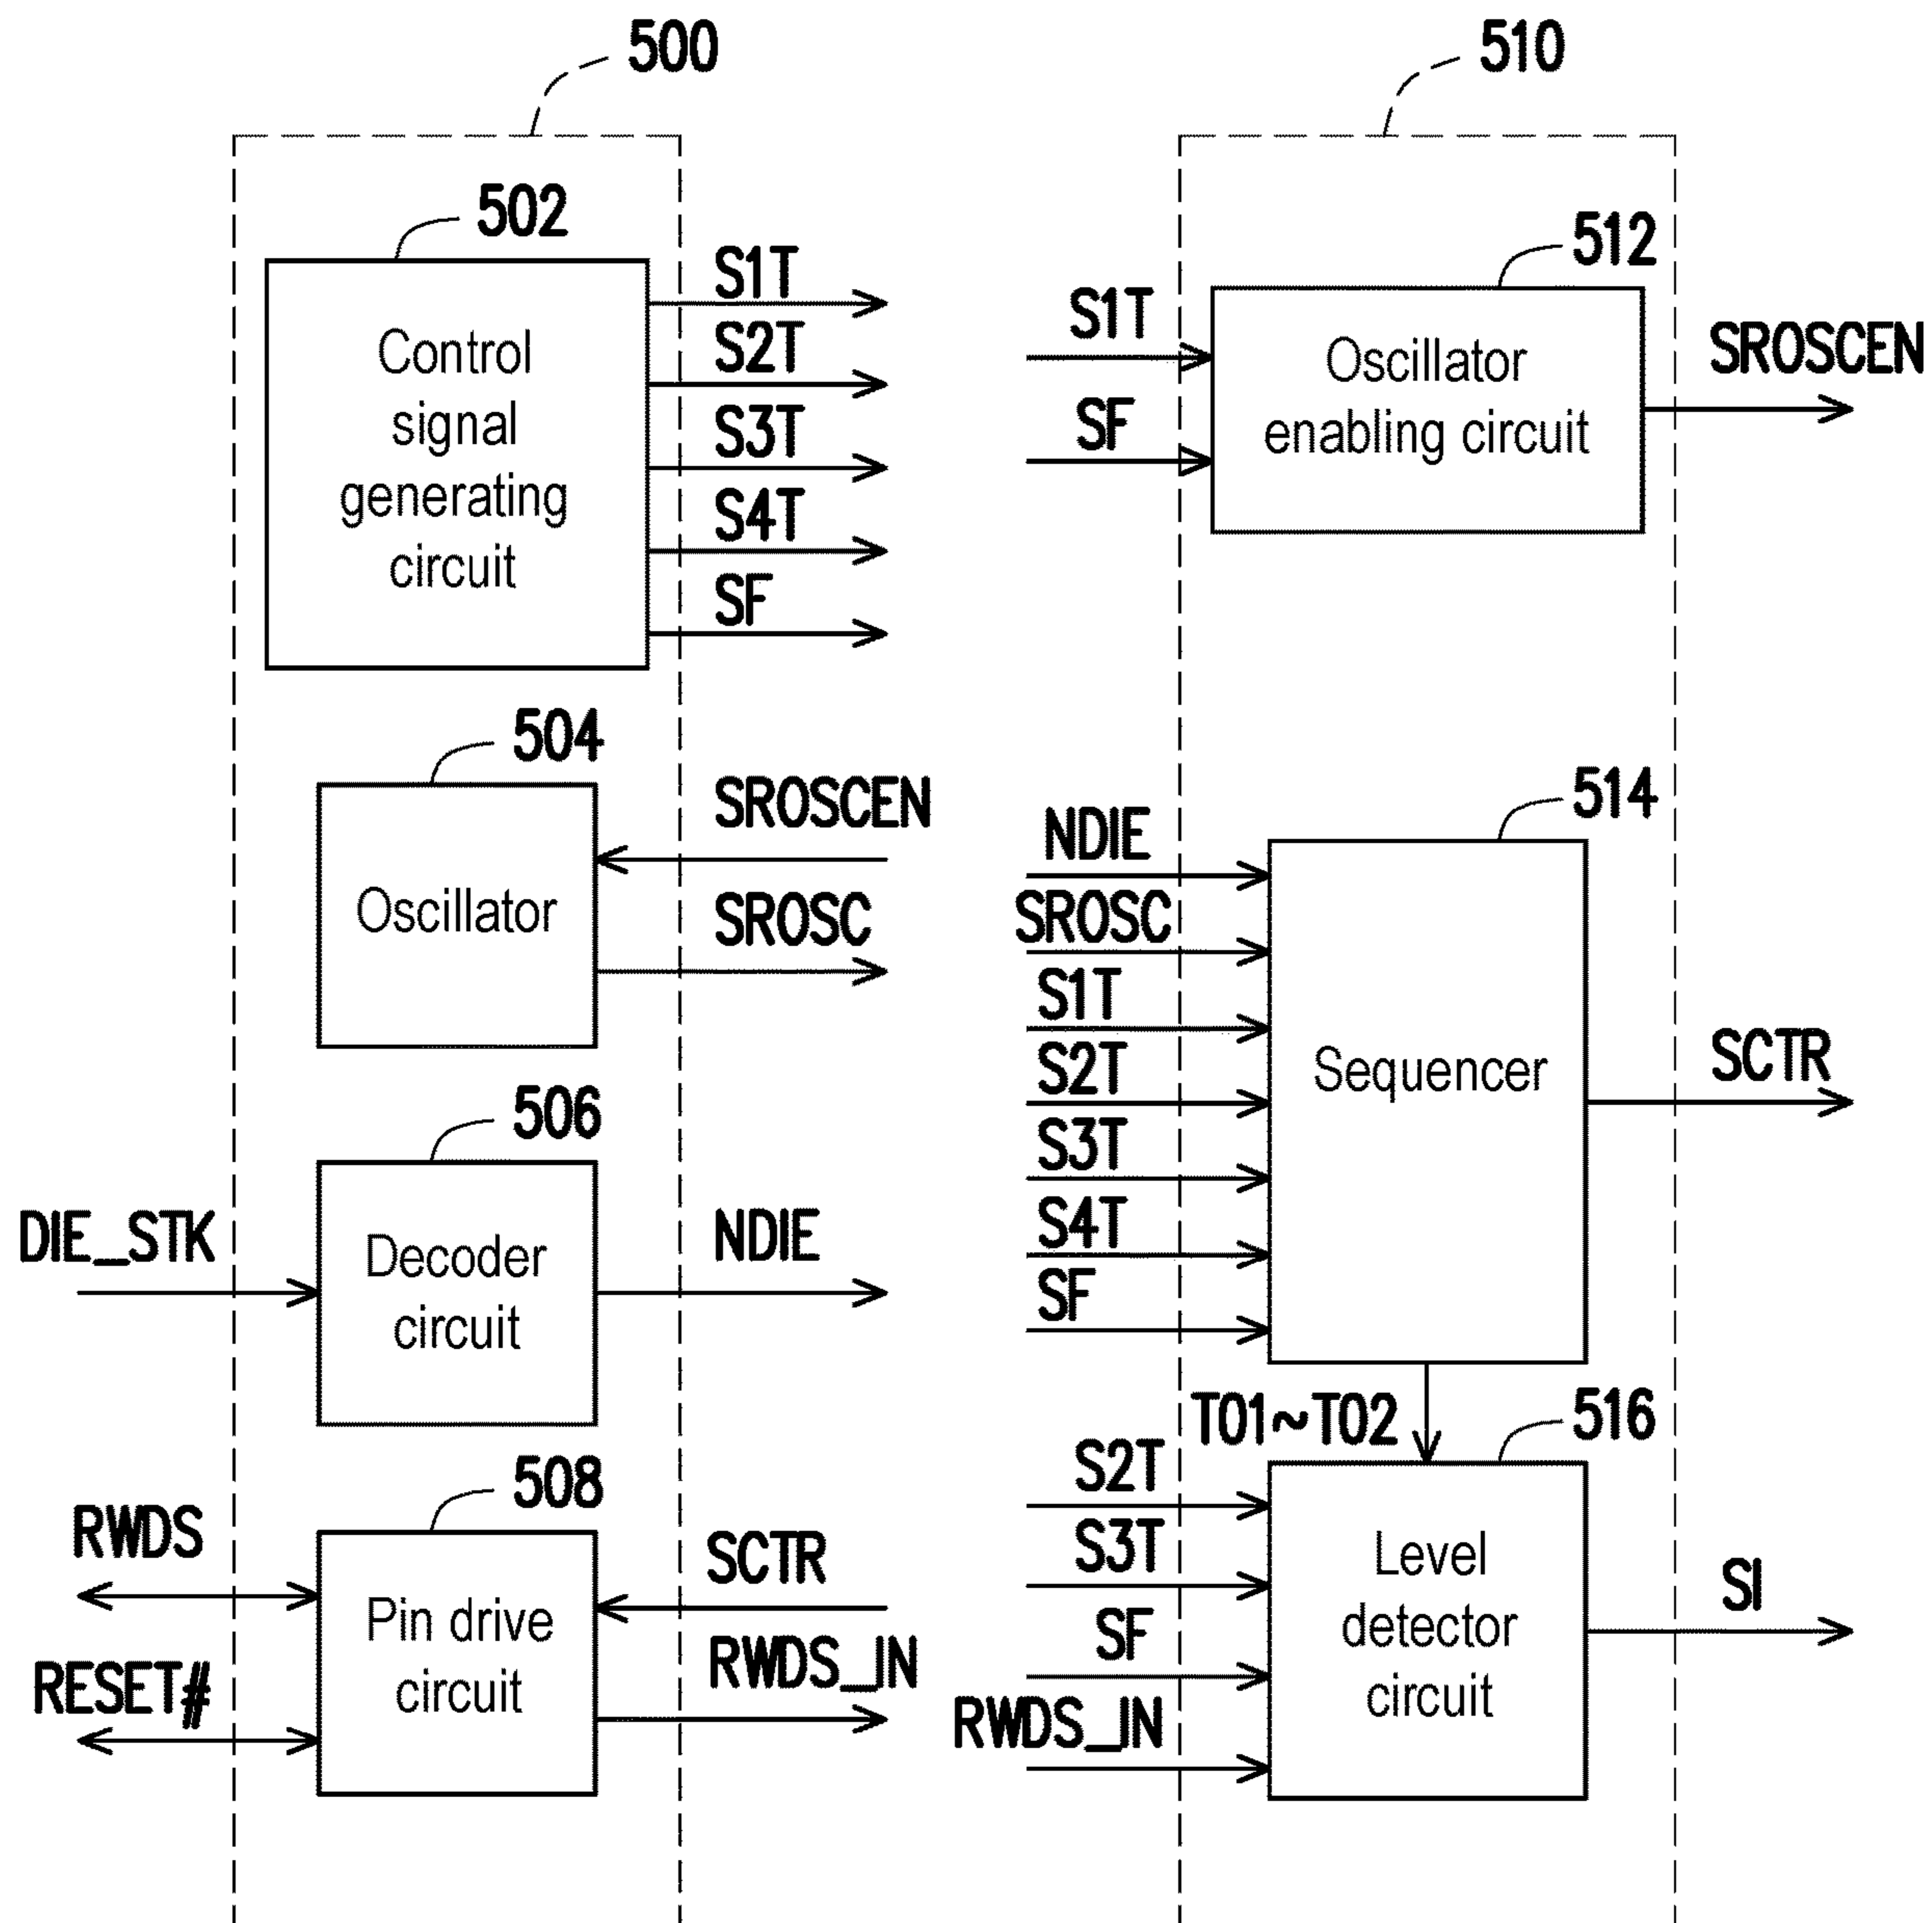 500
502
Control
signal
generating
circuit
S1T
S2T
S3T
S4T
SF
504
Oscillator
SROSCEN
SROSC
506
DIE_STK
Decoder
circuit
NDIE
508
RWDS
RESET#
Pin drive
circuit
SCTR
RWDS_IN
510
512
S1T
SF
Oscillator
enabling circuit
SROSCEN
514
NDIE
SROSC
S1T
S2T
S3T
S4T
SF
Sequencer
SCTR
T01~T02
516
S2T
S3T
SF
RWDS_IN
Level
detector
circuit
SI